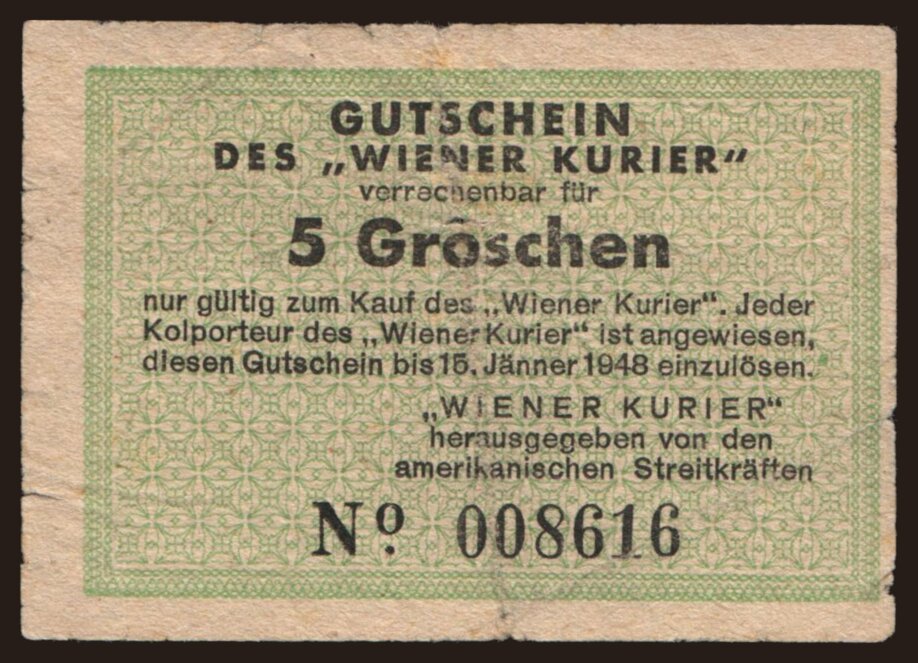 GUTSCHEIN
DES „WIENER KURIER“
verrechenbar für
5 Groschen
nur gültig zum Kauf des „Wiener Kurier“. Jeder
Kolporteur des „Wiener Kurier“ ist angewiesen,
diesen Gutschein bis 15. Jänner 1948 einzulösen.
„WIENER KURIER“
herausgegeben von den
amerikanischen Streitkräften
Nº. 008616